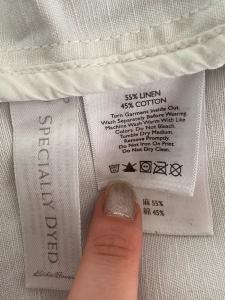 55% LINEN
45% COTTON
Turn Garment Inside Out.
Wash Separately Before Wearing.
Machine Wash Warm With Like
Colors. Do Not Bleach.
Tumble Dry Medium.
Remove Promptly.
Do Not Iron On Print.
Do Not Dry Clean.
55%
45%
SPECIALLY DYED
Eddie Bauer